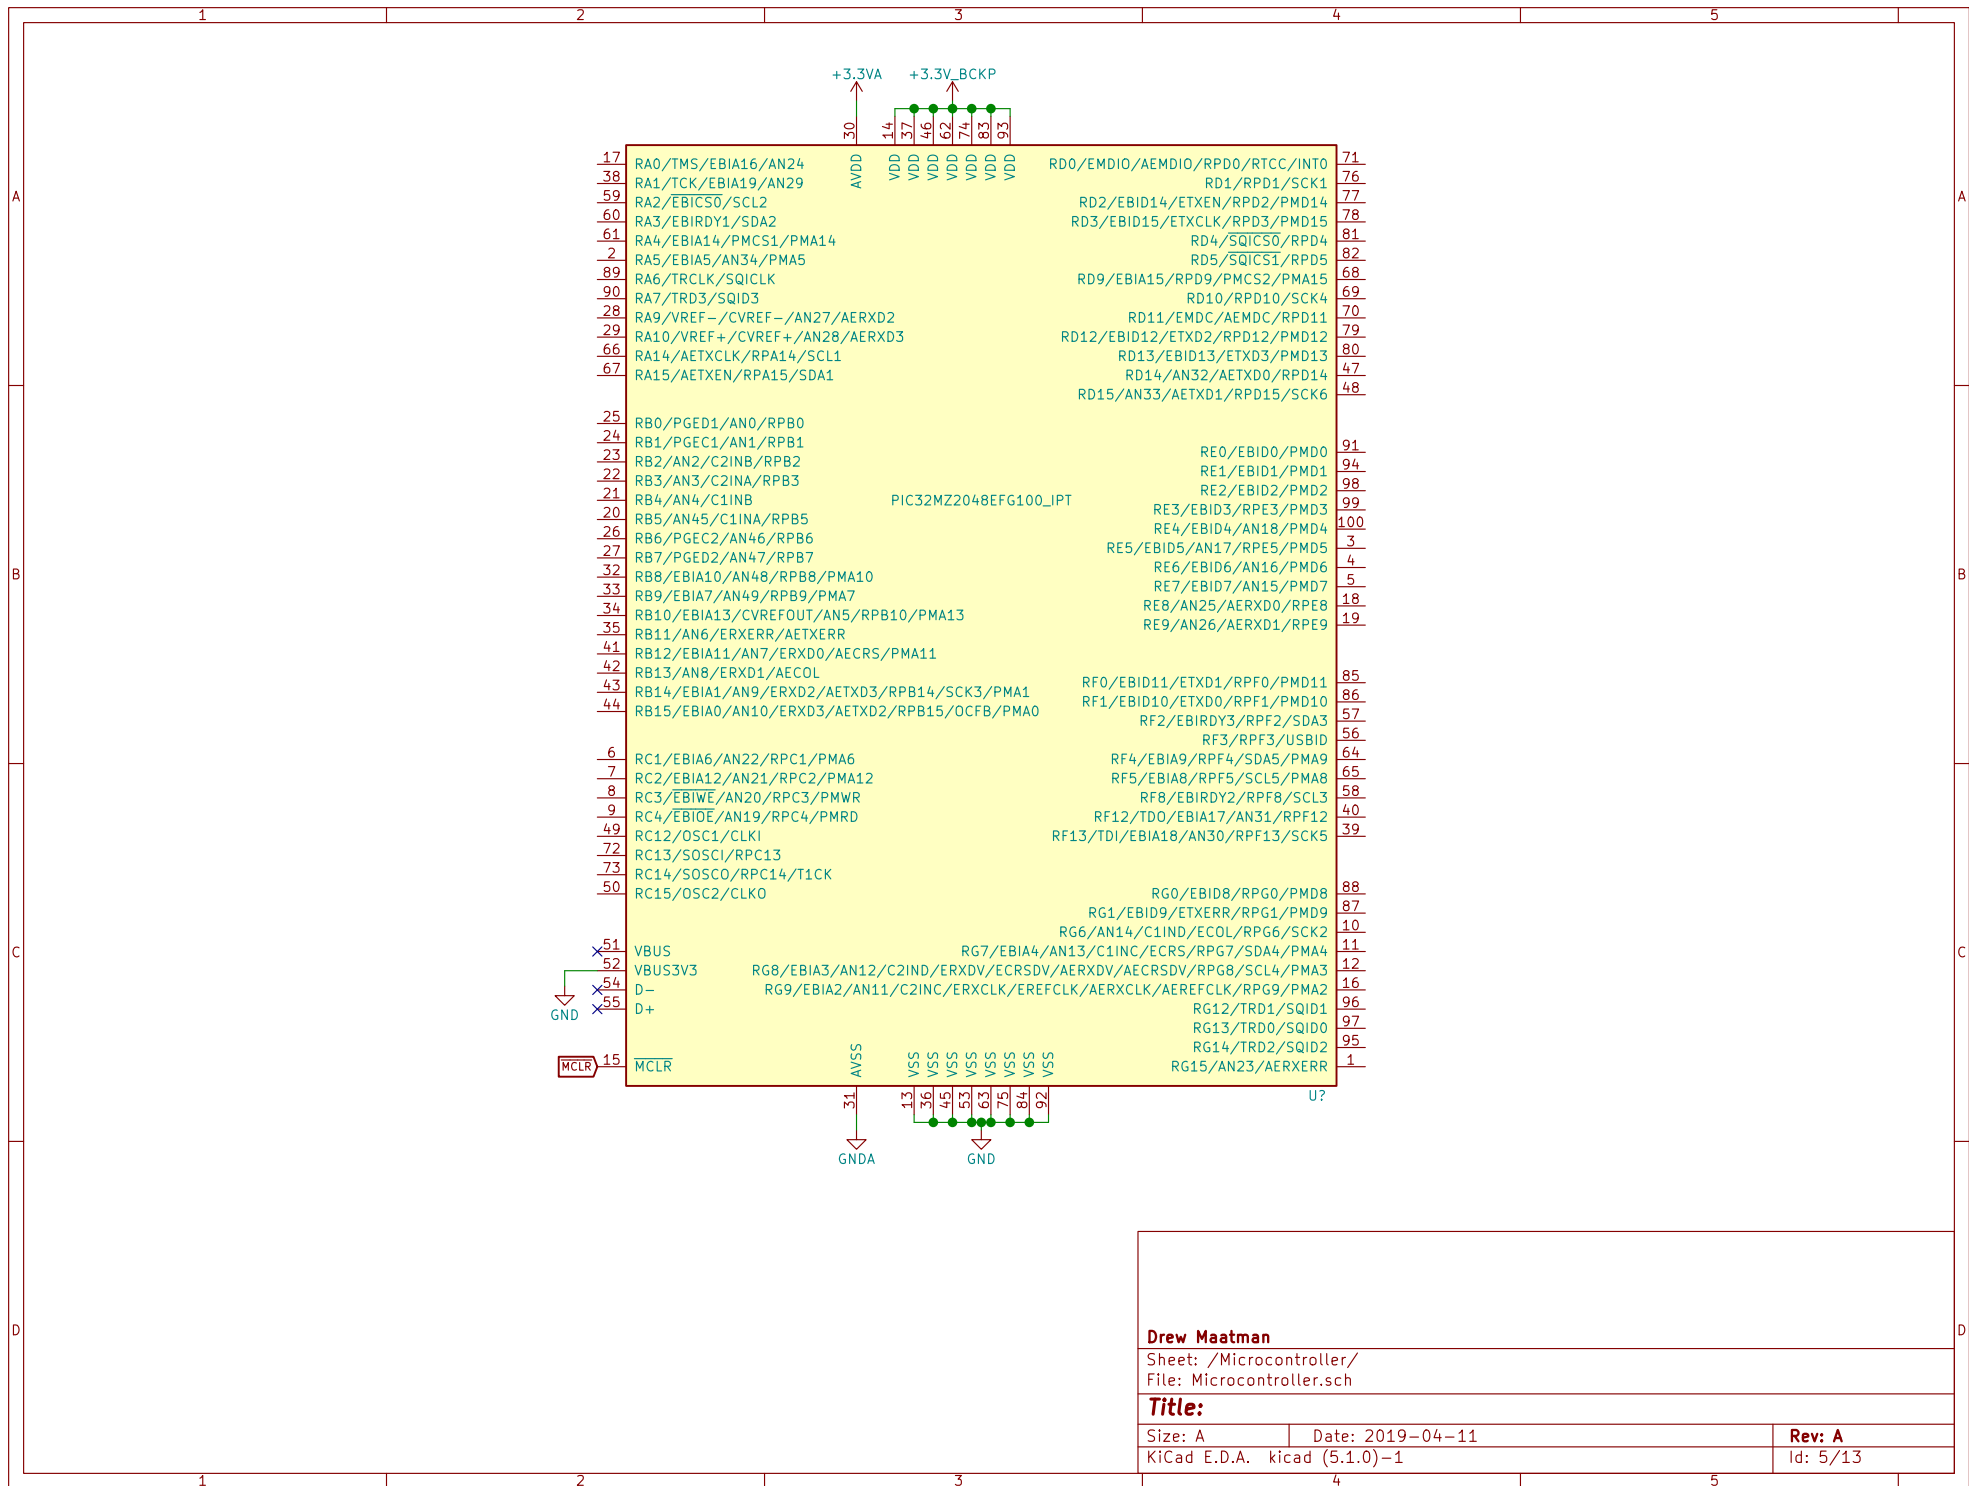 1 2 3 4 5
+3.3VA +3.3V_BCKP
30 14 37 46 62 74 83 93
AVDD VDD VDD VDD VDD VDD VDD VDD
17 RA0/TMS/EBIA16/AN24 RD0/EMDIO/AEMDIO/RPD0/RTCC/INT0 71
38 RA1/TCK/EBIA19/AN29 RD1/RPD1/SCK1 76
A 59 RA2/EBICS0/SCL2 RD2/EBID14/ETXEN/RPD2/PMD14 77 A
60 RA3/EBIRDY1/SDA2 RD3/EBID15/ETXCLK/RPD3/PMD15 78
61 RA4/EBIA14/PMCS1/PMA14 RD4/SQICS0/RPD4 81
2 RA5/EBIA5/AN34/PMA5 RD5/SQICS1/RPD5 82
89 RA6/TRCLK/SQICLK RD9/EBIA15/RPD9/PMCS2/PMA15 68
90 RA7/TRD3/SQID3 RD10/RPD10/SCK4 69
28 RA9/VREF-/CVREF-/AN27/AERXD2 RD11/EMDC/AEMDC/RPD11 70
29 RA10/VREF+/CVREF+/AN28/AERXD3 RD12/EBID12/ETXD2/RPD12/PMD12 79
66 RA14/AETXCLK/RPA14/SCL1 RD13/EBID13/ETXD3/PMD13 80
67 RA15/AETXEN/RPA15/SDA1 RD14/AN32/AETXD0/RPD14 47
RD15/AN33/AETXD1/RPD15/SCK6 48
25 RB0/PGED1/AN0/RPB0
24 RB1/PGEC1/AN1/RPB1 RE0/EBID0/PMD0 91
23 RB2/AN2/C2INB/RPB2 RE1/EBID1/PMD1 94
22 RB3/AN3/C2INA/RPB3 RE2/EBID2/PMD2 98
21 RB4/AN4/C1INB PIC32MZ2048EFG100_IPT RE3/EBID3/RPE3/PMD3 99
20 RB5/AN45/C1INA/RPB5 RE4/EBID4/AN18/PMD4 100
26 RB6/PGEC2/AN46/RPB6 RE5/EBID5/AN17/RPE5/PMD5 3
27 RB7/PGED2/AN47/RPB7 RE6/EBID6/AN16/PMD6 4
B 32 RB8/EBIA10/AN48/RPB8/PMA10 RE7/EBID7/AN15/PMD7 5 B
33 RB9/EBIA7/AN49/RPB9/PMA7 RE8/AN25/AERXD0/RPE8 18
34 RB10/EBIA13/CVREFOUT/AN5/RPB10/PMA13 RE9/AN26/AERXD1/RPE9 19
35 RB11/AN6/ERXERR/AETXERR
41 RB12/EBIA11/AN7/ERXD0/AECRS/PMA11
42 RB13/AN8/ERXD1/AECOL RF0/EBID11/ETXD1/RPF0/PMD11 85
43 RB14/EBIA1/AN9/ERXD2/AETXD3/RPB14/SCK3/PMA1 RF1/EBID10/ETXD0/RPF1/PMD10 86
44 RB15/EBIA0/AN10/ERXD3/AETXD2/RPB15/OCFB/PMA0 RF2/EBIRDY3/RPF2/SDA3 57
RF3/RPF3/USBID 56
6 RC1/EBIA6/AN22/RPC1/PMA6 RF4/EBIA9/RPF4/SDA5/PMA9 64
7 RC2/EBIA12/AN21/RPC2/PMA12 RF5/EBIA8/RPF5/SCL5/PMA8 65
8 RC3/EBIWE/AN20/RPC3/PMWR RF8/EBIRDY2/RPF8/SCL3 58
9 RC4/EBIOE/AN19/RPC4/PMRD RF12/TDO/EBIA17/AN31/RPF12 40
49 RC12/OSC1/CLKI RF13/TDI/EBIA18/AN30/RPF13/SCK5 39
72 RC13/SOSCI/RPC13
73 RC14/SOSCO/RPC14/T1CK
50 RC15/OSC2/CLKO RG0/EBID8/RPG0/PMD8 88
RG1/EBID9/ETXERR/RPG1/PMD9 87
RG6/AN14/C1IND/ECOL/RPG6/SCK2 10
C 51 VBUS RG7/EBIA4/AN13/C1INC/ECRS/RPG7/SDA4/PMA4 11 C
52 VBUS3V3 RG8/EBIA3/AN12/C2IND/ERXDV/ECRSDV/AERXDV/AECRSDV/RPG8/SCL4/PMA3 12
54 D- RG9/EBIA2/AN11/C2INC/ERXCLK/EREFCLK/AERXCLK/AEREFCLK/RPG9/PMA2 16
GND 55 D+ RG12/TRD1/SQID1 96
RG13/TRD0/SQID0 97
RG14/TRD2/SQID2 95
MCLR 15 MCLR RG15/AN23/AERXERR 1
AVSS VSS VSS VSS VSS VSS VSS VSS VSS
U?
31 13 36 45 53 63 75 84 92
GNDA GND
D D
Drew Maatman
Sheet: /Microcontroller/
File: Microcontroller.sch
Title:
Size: A Date: 2019-04-11 Rev: A
KiCad E.D.A. kicad (5.1.0)-1 Id: 5/13
1 2 3 4 5